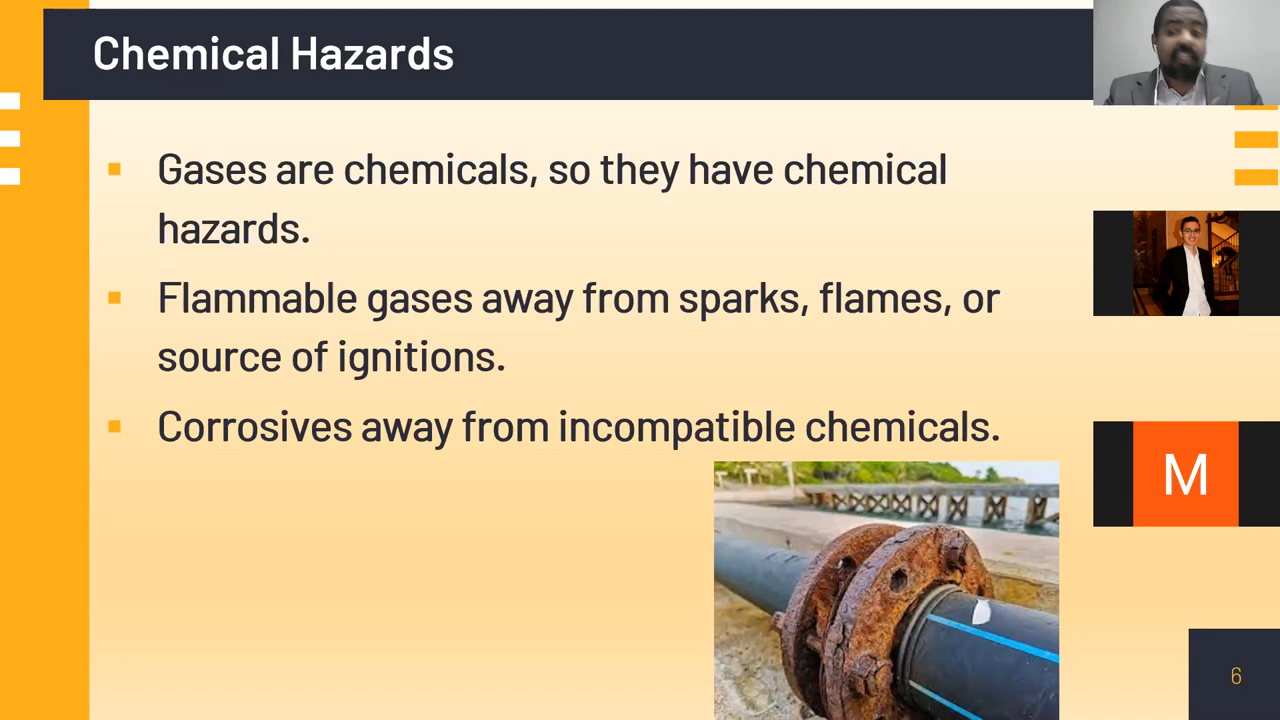 Chemical Hazards
Gases are chemicals, so they have chemical
hazards.
Flammable gases away from sparks, flames, or
source of ignitions.
Corrosives away from incompatible chemicals.
M
6